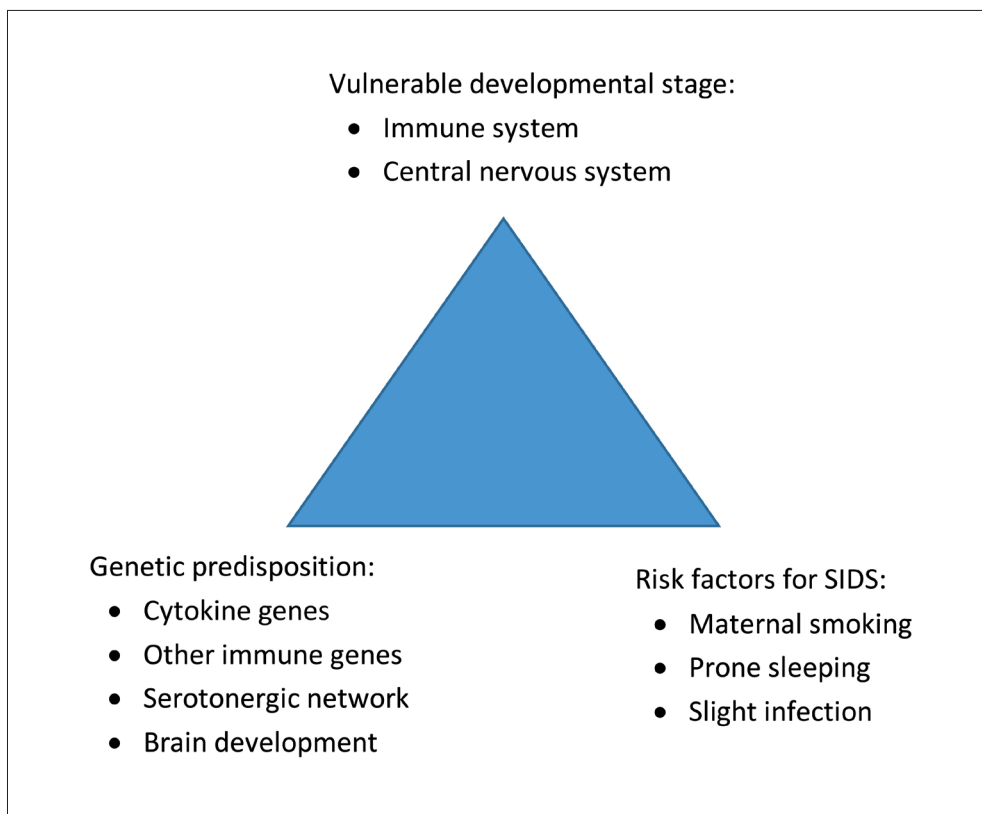 Vulnerable developmental stage:
• Immune system
• Central nervous system
Genetic predisposition:
• Cytokine genes
• Other immune genes
• Serotonergic network
• Brain development
Risk factors for SIDS:
• Maternal smoking
• Prone sleeping
• Slight infection